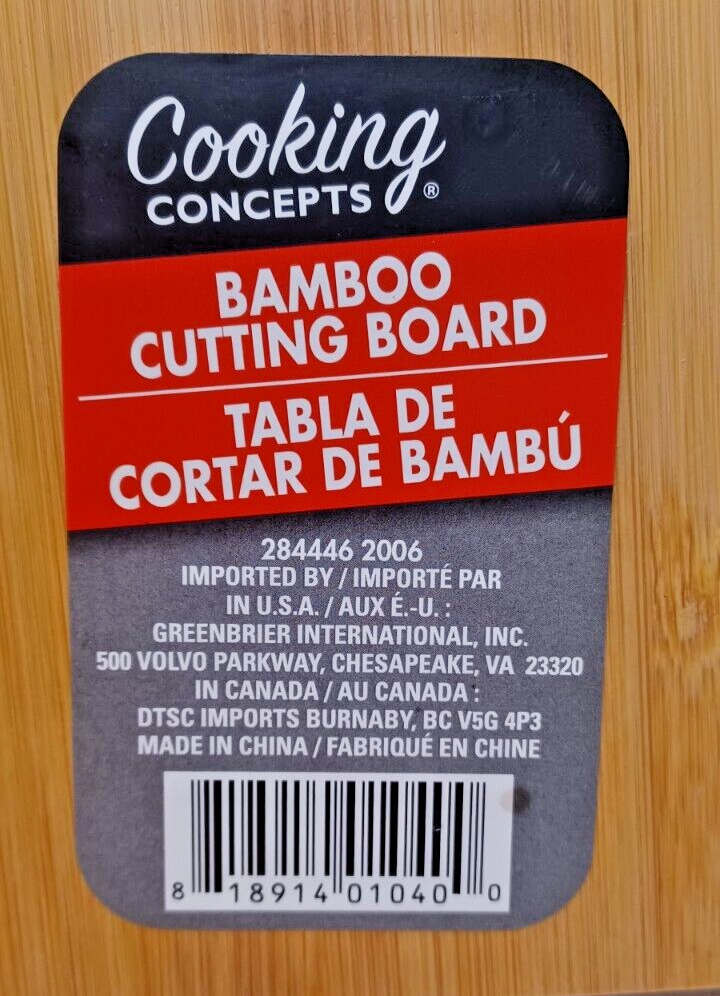 Cooking
CONCEPTS®
BAMBOO
CUTTING BOARD
TABLA DE
CORTAR DE BAMBÚ
284446 2006
IMPORTED BY / IMPORTÉ PAR
IN U.S.A. / AUX É.-U. :
GREENBRIER INTERNATIONAL, INC.
500 VOLVO PARKWAY, CHESAPEAKE, VA 23320
IN CANADA / AU CANADA :
DTSC IMPORTS BURNABY, BC V5G 4P3
MADE IN CHINA / FABRIQUÉ EN CHINE
8 18914 01040 0